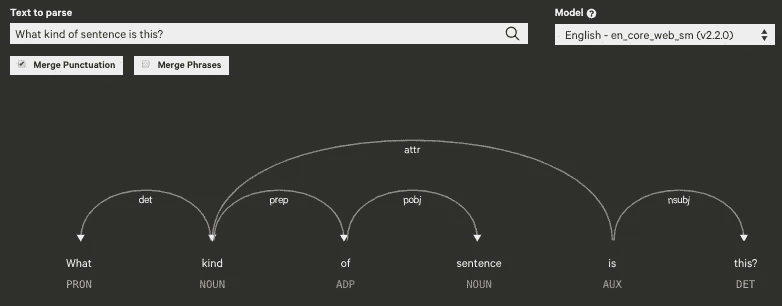 Text to parse
Model ?
What kind of sentence is this?
English - en_core_web_sm (v2.2.0)
Merge Punctuation
Merge Phrases
attr
det prep pobj nsubj
What kind of sentence is this?
PRON NOUN ADP NOUN AUX DET